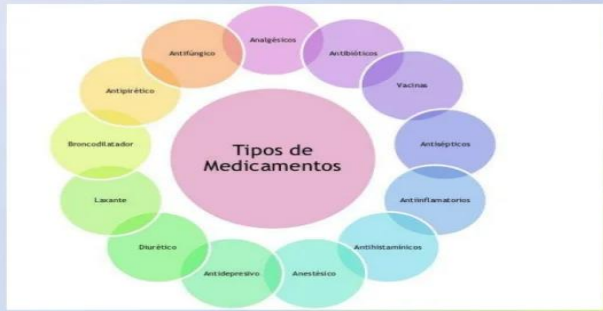 Tipos de
Medicamentos
Analgésicos
Antibióticos
Vacinas
Antisépticos
Antiinflamatorios
Antihistamínicos
Anestésico
Antidepresivo
Diurético
Laxante
Broncodilatador
Antipirético
Antifúngico